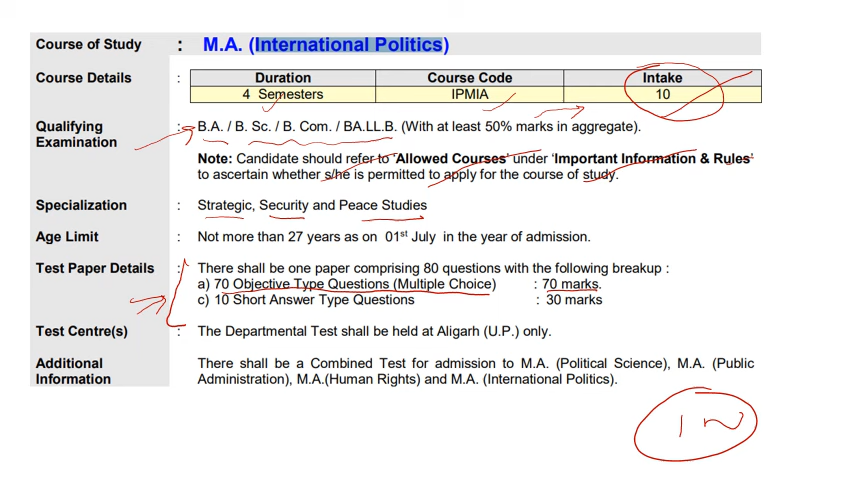 Course of Study : M.A. (International Politics)
Course Details : Duration Course Code Intake
4 Semesters IPMIA 10
Qualifying Examination : B.A. / B. Sc. / B. Com. / BA.LL.B. (With at least 50% marks in aggregate).
Note: Candidate should refer to ‘Allowed Courses’ under ‘Important Information & Rules’
to ascertain whether s/he is permitted to apply for the course of study.
Specialization : Strategic, Security and Peace Studies
Age Limit : Not more than 27 years as on 01st July in the year of admission.
Test Paper Details : There shall be one paper comprising 80 questions with the following breakup :
a) 70 Objective Type Questions (Multiple Choice) : 70 marks.
c) 10 Short Answer Type Questions : 30 marks
Test Centre(s) : The Departmental Test shall be held at Aligarh (U.P.) only.
Additional Information There shall be a Combined Test for admission to M.A. (Political Science), M.A. (Public
Administration), M.A.(Human Rights) and M.A. (International Politics).